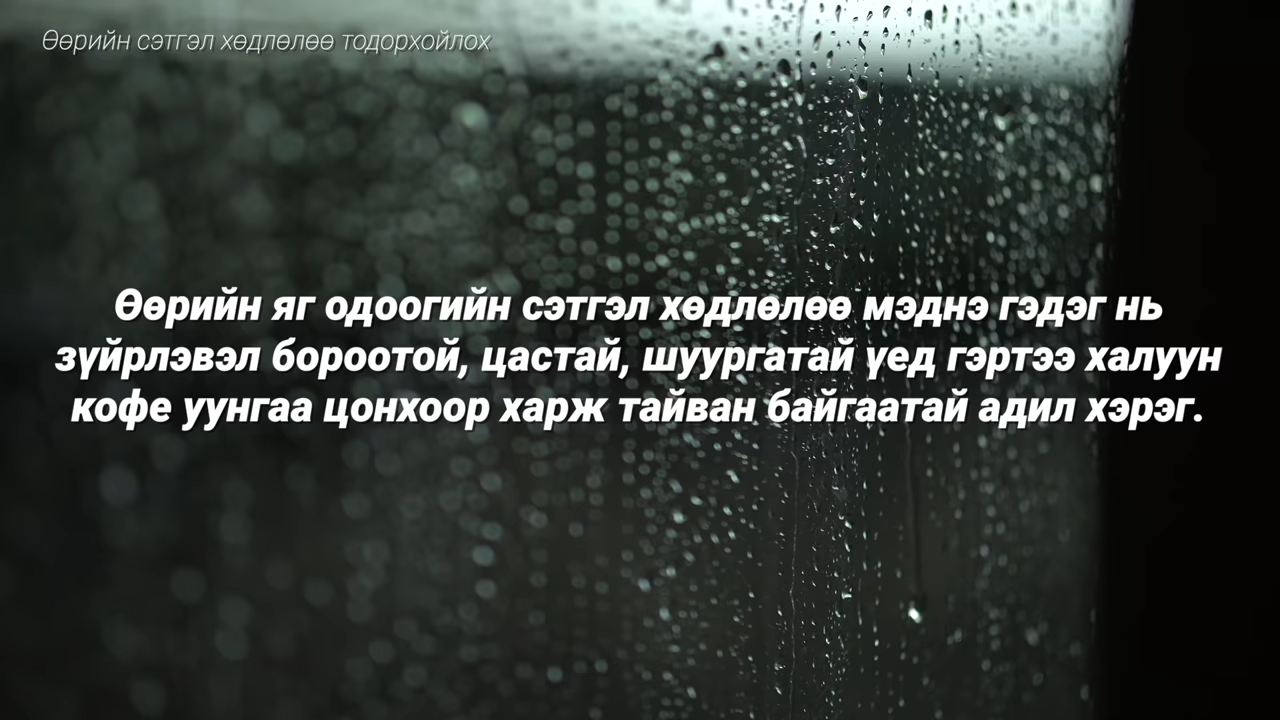 Өөрийн сэтгэл хөдлөлөө тодорхойлох
Өөрийн яг одоогийн сэтгэл хөдлөлөө мэднэ гэдэг нь
зүйрлэвэл бороотой, цастай, шуургатай үед гэртээ халуун
кофе уунгаа цонхоор харж тайван байгаатай адил хэрэг.